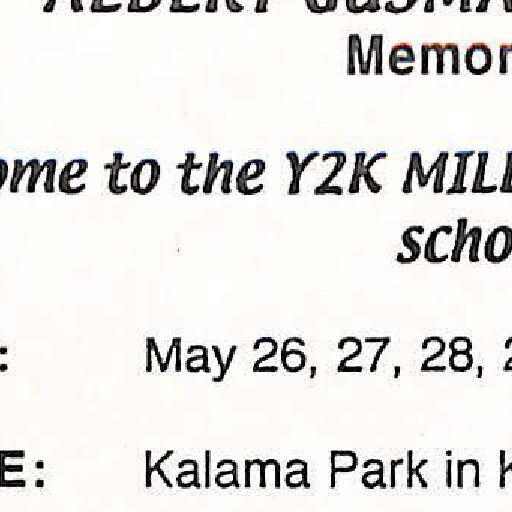 Memor
ome to the Y2K MILL
scho
: May 26, 27, 28, 2
E: Kalama Park in K